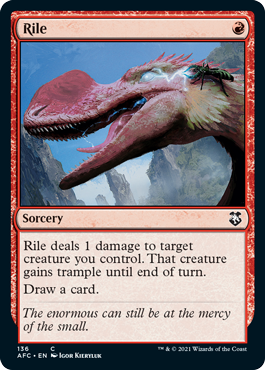 Rile
Sorcery
Rile deals 1 damage to target
creature you control. That creature
gains trample until end of turn.
Draw a card.
The enormous can still be at the mercy
of the small.
136 C
AFC • EN Igor Kieryluk ™ & © 2021 Wizards of the Coast